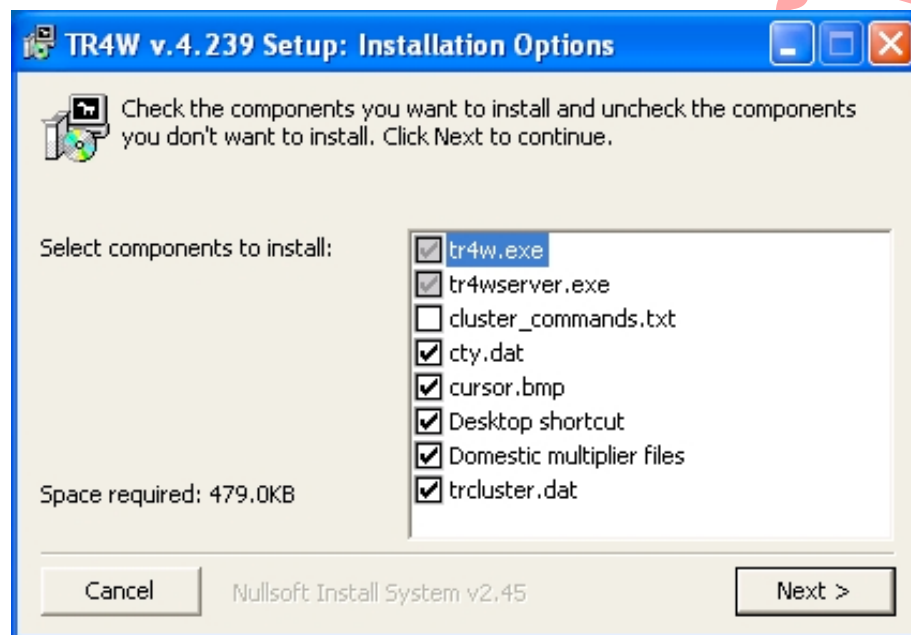 TR4W v.4.239 Setup: Installation Options
Check the components you want to install and uncheck the components
you don't want to install. Click Next to continue.
Select components to install:
tr4w.exe
tr4wserver.exe
cluster_commands.txt
cty.dat
cursor.bmp
Desktop shortcut
Domestic multiplier files
trcluster.dat
Space required: 479.0KB
Cancel
Nullsoft Install System v2.45
Next >